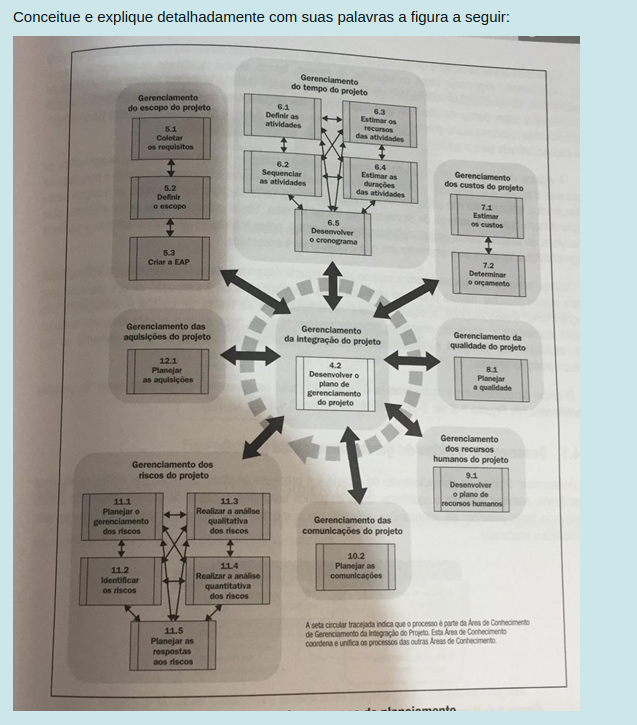 Conceitue e explique detalhadamente com suas palavras a figura a seguir:
Gerenciamento
do escopo do projeto
5.1
Coletar
os requisitos
5.2
Definir
o escopo
5.3
Criar a EAP
Gerenciamento
do tempo do projeto
6.1
Definir as
atividades
6.3
Estimar os
recursos
das atividades
6.2
Sequenciar
as atividades
6.4
Estimar as
durações
das atividades
6.5
Desenvolver
o cronograma
Gerenciamento
dos custos do projeto
7.1
Estimar
os custos
7.2
Determinar
o orçamento
Gerenciamento das
aquisições do projeto
12.1
Planejar
as aquisições
Gerenciamento
da integração do projeto
4.2
Desenvolver o
plano de
gerenciamento
do projeto
Gerenciamento da
qualidade do projeto
8.1
Planejar
a qualidade
Gerenciamento
dos recursos
humanos do projeto
9.1
Desenvolver
o plano de
recursos humanos
Gerenciamento dos
riscos do projeto
11.1
Planejar o
gerenciamento
dos riscos
11.3
Realizar a análise
qualitativa
dos riscos
11.2
Identificar
os riscos
11.4
Realizar a análise
quantitativa
dos riscos
11.5
Planejar as
respostas
aos riscos
Gerenciamento das
comunicações do projeto
10.2
Planejar as
comunicações
A seta circular tracejada indica que o processo é parte da Área de Conhecimento
de Gerenciamento da Integração do Projeto. Esta Área de Conhecimento
coordena e unifica os processos das outras Áreas de Conhecimento.